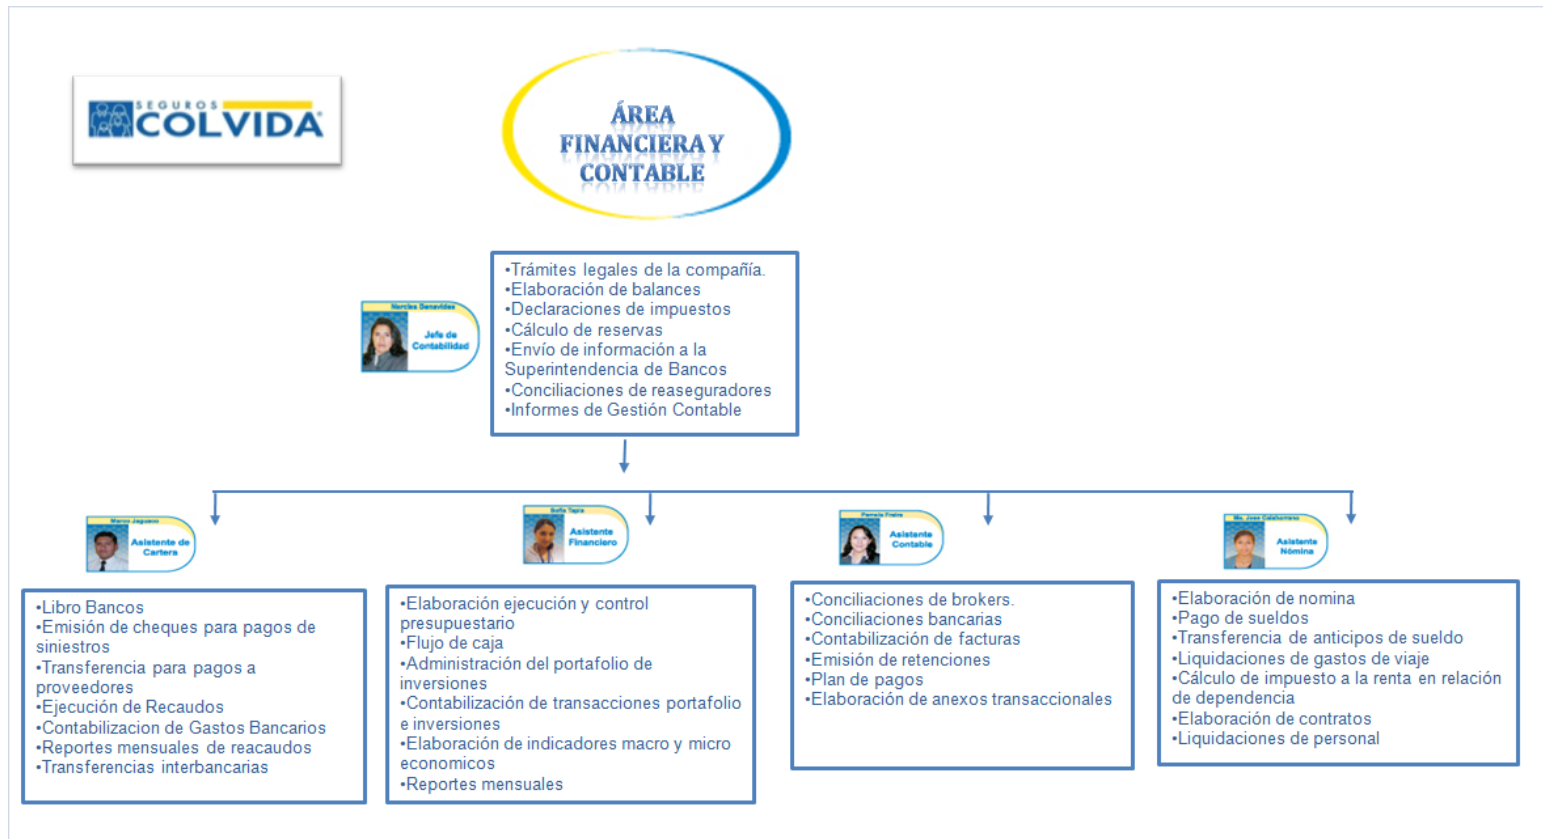 SEGUROS
COLVIDA
ÁREA
FINANCIERA Y
CONTABLE
•Trámites legales de la compañía.
•Elaboración de balances
•Declaraciones de impuestos
•Cálculo de reservas
•Envío de información a la
Superintendencia de Bancos
•Conciliaciones de reaseguradores
•Informes de Gestión Contable
Jefe de
Contabilidad
Asistente de
Cartera
•Libro Bancos
•Emisión de cheques para pagos de
siniestros
•Transferencia para pagos a
proveedores
•Ejecución de Recaudos
•Contabilizacion de Gastos Bancarios
•Reportes mensuales de reacaudos
•Transferencias interbancarias
Sofia Tapia
Asistente
Financiero
•Elaboración ejecución y control
presupuestario
•Flujo de caja
•Administración del portafolio de
inversiones
•Contabilización de transacciones portafolio
e inversiones
•Elaboración de indicadores macro y micro
economicos
•Reportes mensuales
Pamela Freire
Asistente
Contable
•Conciliaciones de brokers.
•Conciliaciones bancarias
•Contabilización de facturas
•Emisión de retenciones
•Plan de pagos
•Elaboración de anexos transaccionales
Asistente
Nómina
•Elaboración de nomina
•Pago de sueldos
•Transferencia de anticipos de sueldo
•Liquidaciones de gastos de viaje
•Cálculo de impuesto a la renta en relación
de dependencia
•Elaboración de contratos
•Liquidaciones de personal